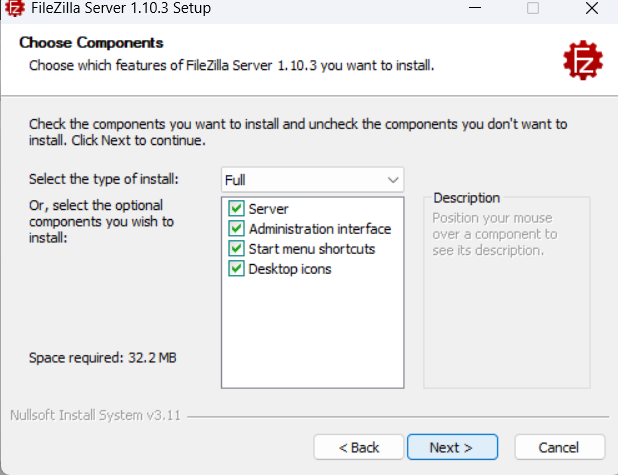 FileZilla Server 1.10.3 Setup
Choose Components
Choose which features of FileZilla Server 1.10.3 you want to install.
Check the components you want to install and uncheck the components you don't want to
install. Click Next to continue.
Select the type of install:
Full
Or, select the optional
components you wish to
install:
Server
Administration interface
Start menu shortcuts
Desktop icons
Description
Position your mouse
over a component to
see its description.
Space required: 32.2 MB
Nullsoft Install System v3.11
< Back
Next >
Cancel